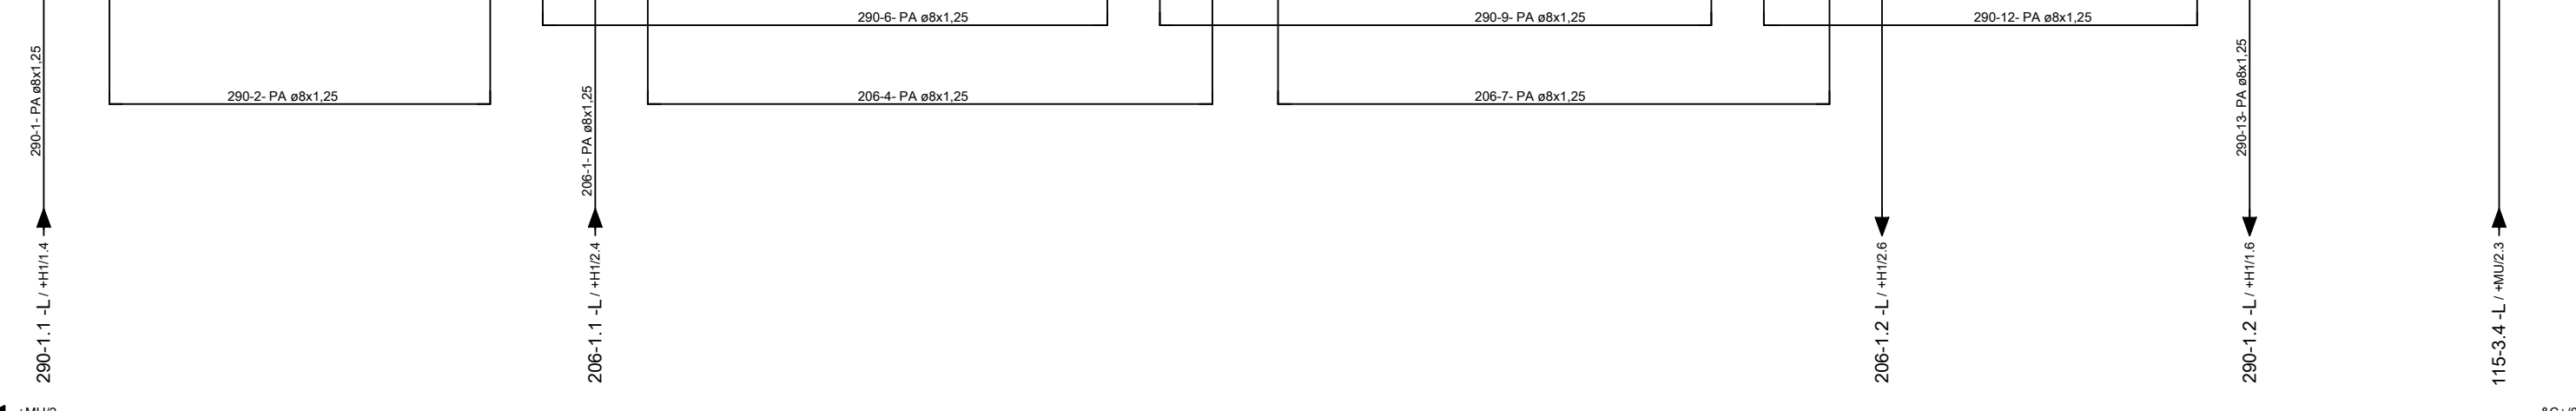 290-6- PA ø8x1,25
290-9- PA ø8x1,25
290-12- PA ø8x1,25
290-1- PA ø8x1,25
290-2- PA ø8x1,25
206-1- PA ø8x1,25
206-4- PA ø8x1,25
206-7- PA ø8x1,25
290-13- PA ø8x1,25
290-1.1 -L / +H1/1.4
206-1.1 -L / +H1/2.4
206-1.2 -L / +H1/2.6
290-1.2 -L / +H1/1.6
115-3.4 -L / +MU/2.3